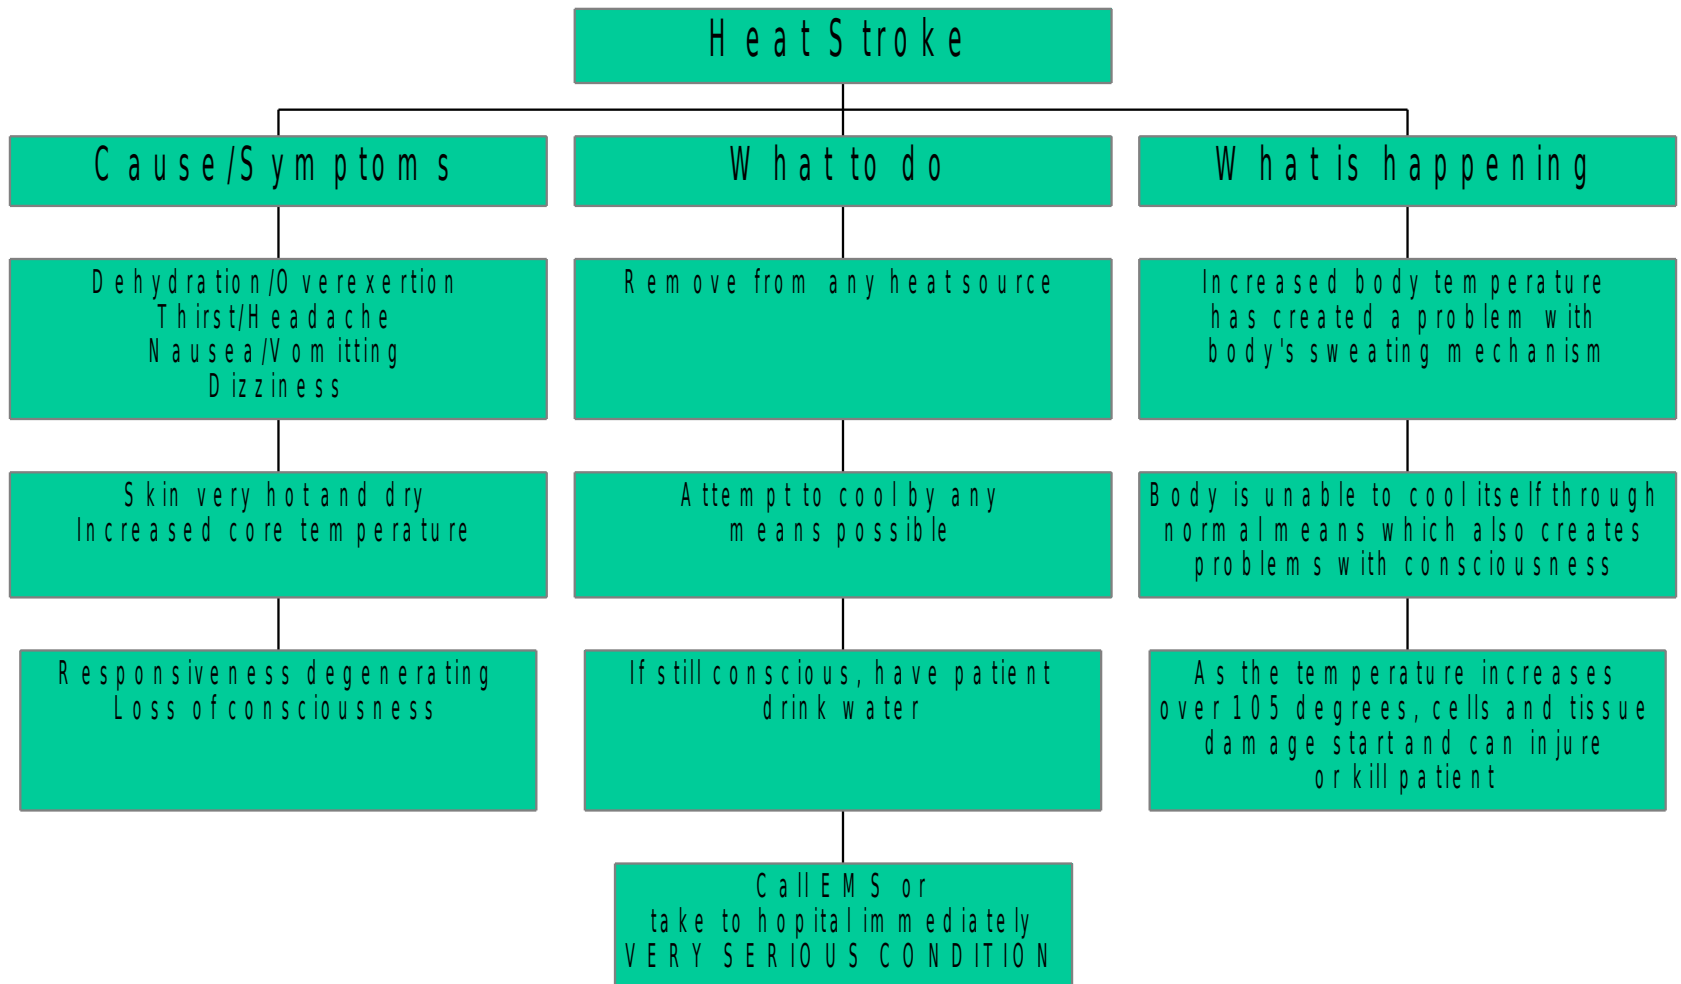 Heat Stroke
Cause/Symptoms
Dehydration/Overexertion
Thirst/Headache
Nausea/Vomitting
Dizziness
Skin very hot and dry
Increased core temperature
Responsiveness degenerating
Loss of consciousness
What to do
Remove from any heat source
Attempt to cool by any
means possible
If still conscious, have patient
drink water
Call EMS or
take to hopital immediately
VERY SERIOUS CONDITION
What is happening
Increased body temperature
has created a problem with
body's sweating mechanism
Body is unable to cool itself through
normal means which also creates
problems with consciousness
As the temperature increases
over 105 degrees, cells and tissue
damage start and can injure
or kill patient